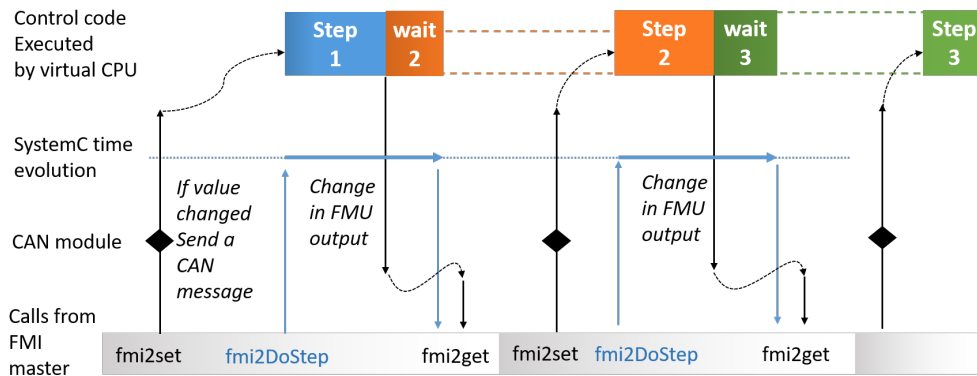 Control code
Executed
by virtual CPU
Step
1
wait
2
Step
2
wait
3
Step
3
SystemC time
evolution
If value
changed
Send a
CAN
message
Change
in FMU
output
Change
in FMU
output
CAN module
Calls from
FMI
master
fmi2set
fmi2DoStep
fmi2get
fmi2set
fmi2DoStep
fmi2get